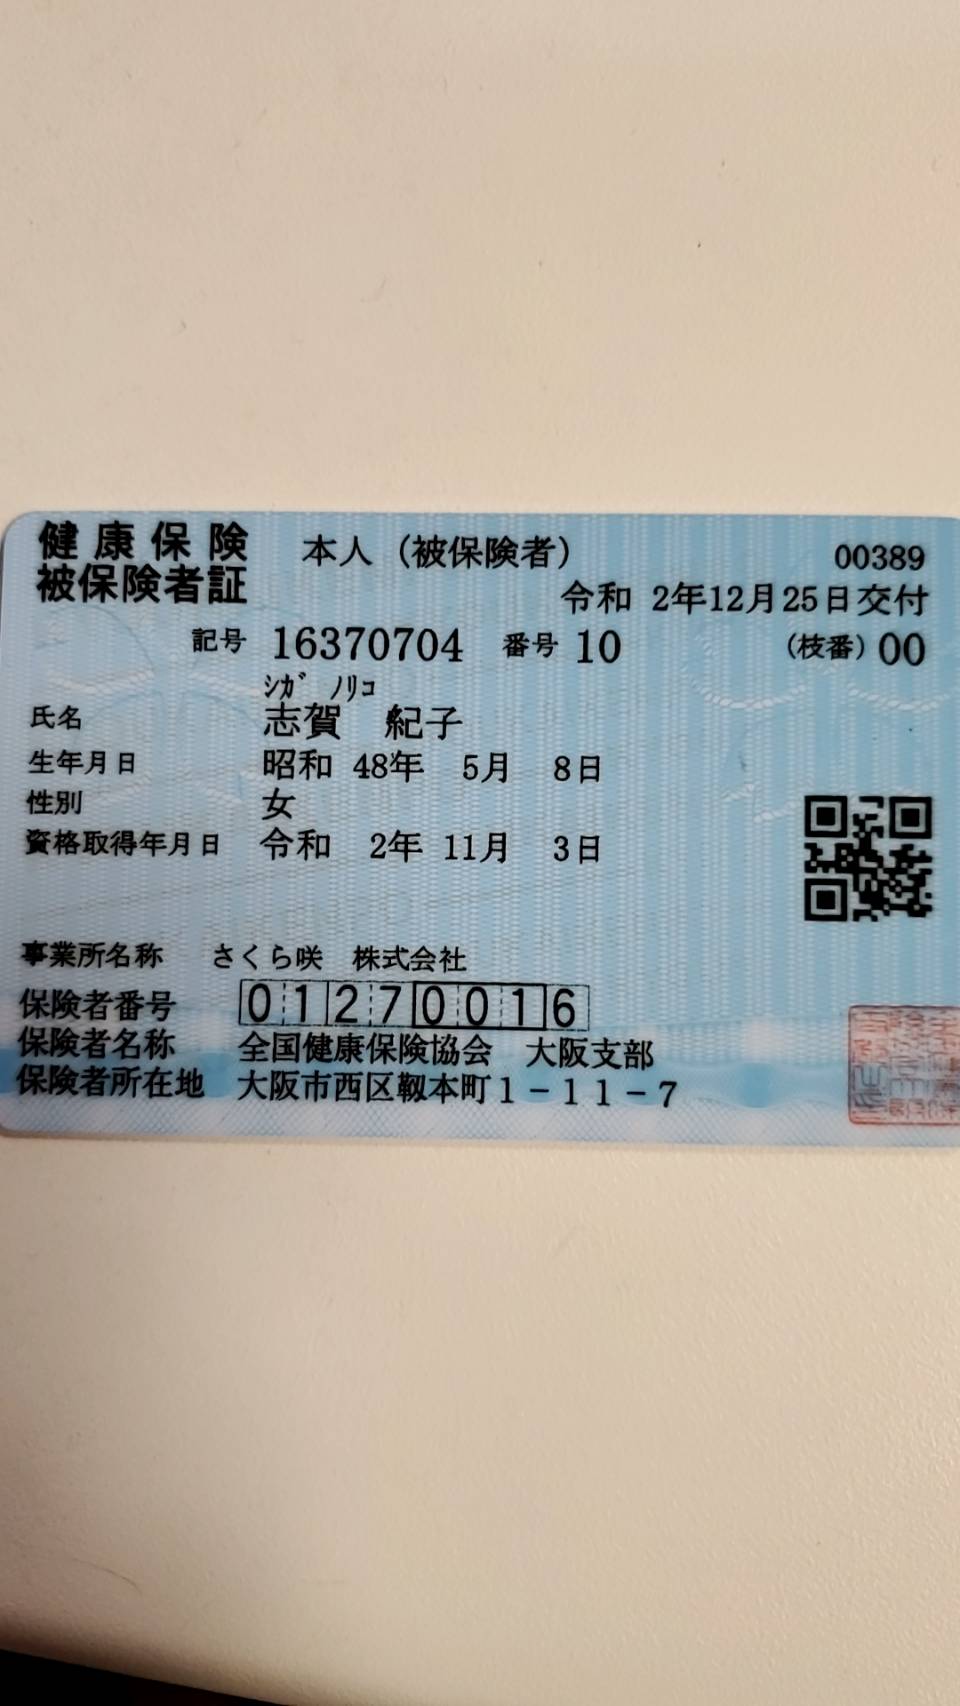 健康保険 本人(被保険者) 00389
被保険者証 令和 2年12月25日交付
記号 16370704 番号 10 (枝番) 00
シガ ノリコ
氏名 志賀 紀子
生年月日 昭和 48年 5月 8日
性別 女
資格取得年月日 令和 2年 11月 3日
事業所名称 さくら咲 株式会社
保険者番号 01270016
保険者名称 全国健康保険協会 大阪支部
保険者所在地 大阪市西区靱本町1-11-7